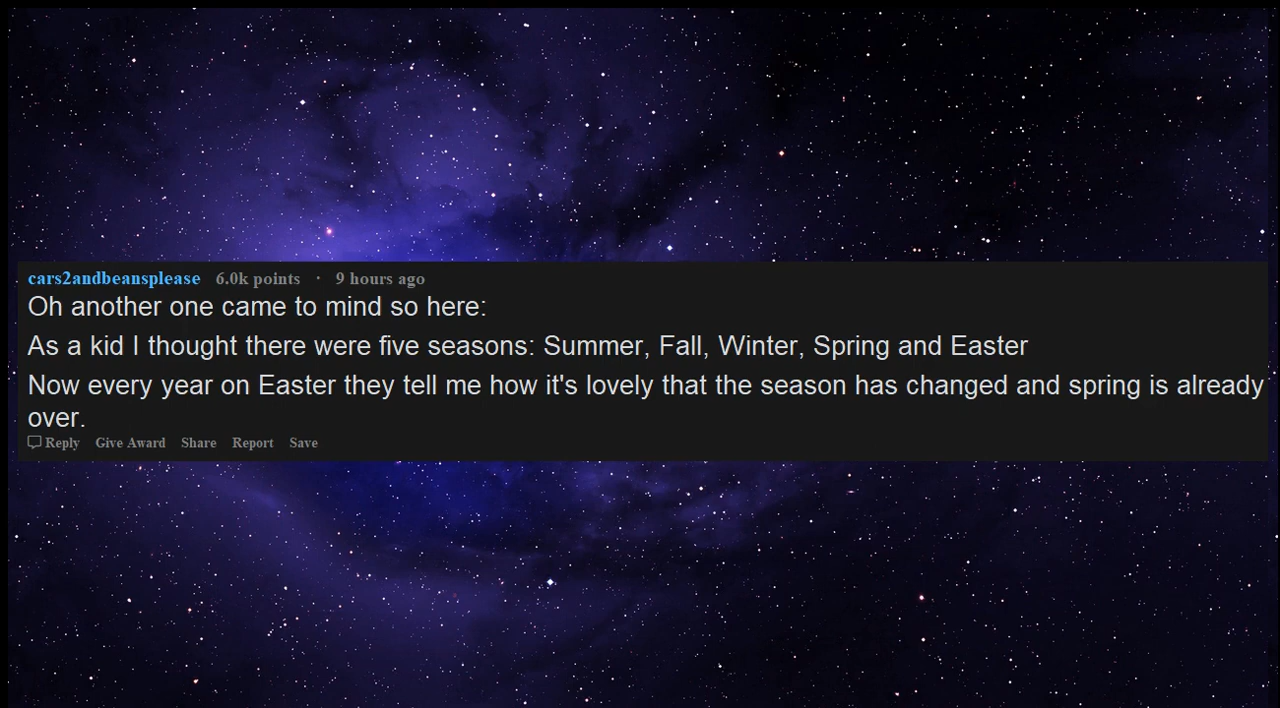 cars2andbeansplease 6.0k points · 9 hours ago
Oh another one came to mind so here:
As a kid I thought there were five seasons: Summer, Fall, Winter, Spring and Easter
Now every year on Easter they tell me how it's lovely that the season has changed and spring is already
over.
Reply Give Award Share Report Save